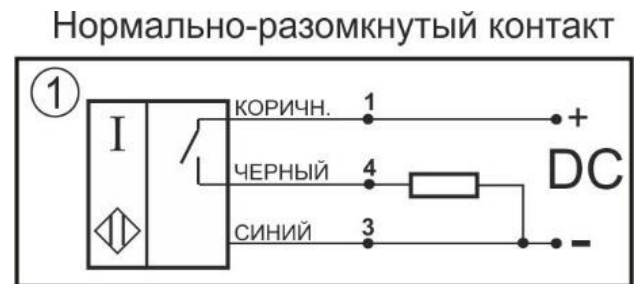 Нормально-разомкнутый контакт
1
I
КОРИЧН. 1 +
ЧЕРНЫЙ 4 DC
СИНИЙ 3 -